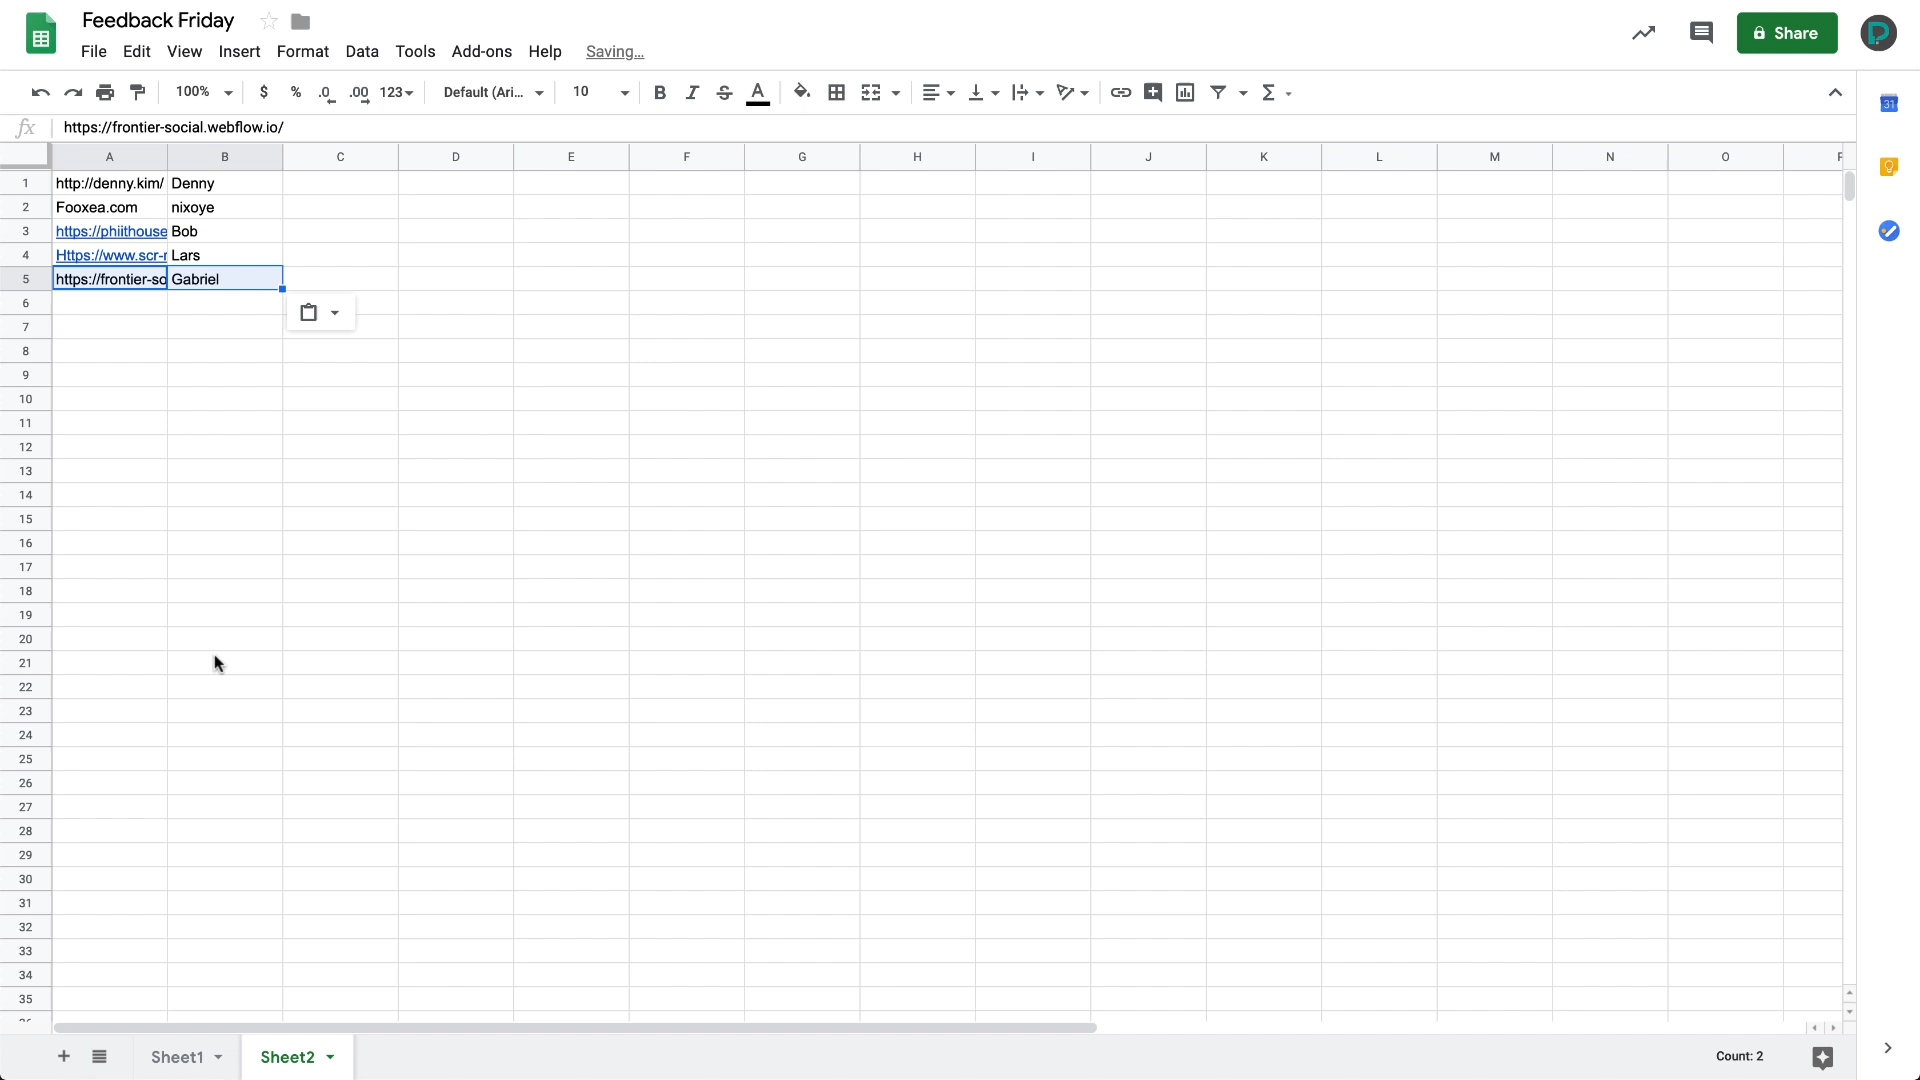 Feedback Friday
File Edit View Insert Format Data Tools Add-ons Help Saving...
Share
100% $ % .0 .00 123 Default (Ari... 10 B I S A Σ
fx https://frontier-social.webflow.io/
A B C D E F G H I J K L M N O
1 http://denny.kim/ Denny
2 Fooxea.com nixoye
3 https://phiithouse Bob
4 Https://www.scr-r Lars
5 https://frontier-so Gabriel
6
7
8
9
10
11
12
13
14
15
16
17
18
19
20
21
22
23
24
25
26
27
28
29
30
31
32
33
34
35
+ Sheet1 Sheet2 Count: 2
31